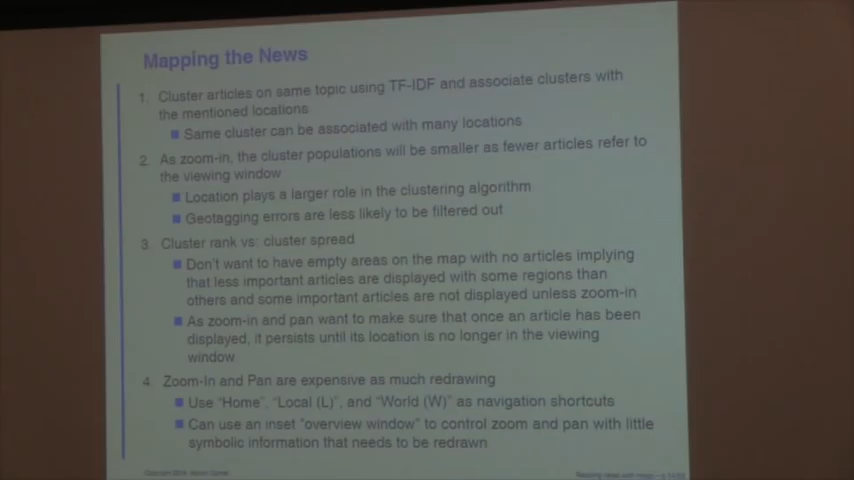 Mapping the News
1. Cluster articles on same topic using TF-IDF and associate clusters with
the mentioned locations
Same cluster can be associated with many locations
2. As zoom-in, the cluster populations will be smaller as fewer articles refer to
the viewing window
Location plays a larger role in the clustering algorithm
Geotagging errors are less likely to be filtered out
3. Cluster rank vs: cluster spread
Don't want to have empty areas on the map with no articles implying
that less important articles are displayed with some regions than
others and some important articles are not displayed unless zoom-in
As zoom-in and pan want to make sure that once an article has been
displayed, it persists until its location is no longer in the viewing
window
4. Zoom-In and Pan are expensive as much redrawing
Use "Home", "Local (L)", and "World (W)" as navigation shortcuts
Can use an inset "overview window" to control zoom and pan with little
symbolic information that needs to be redrawn
Copyright